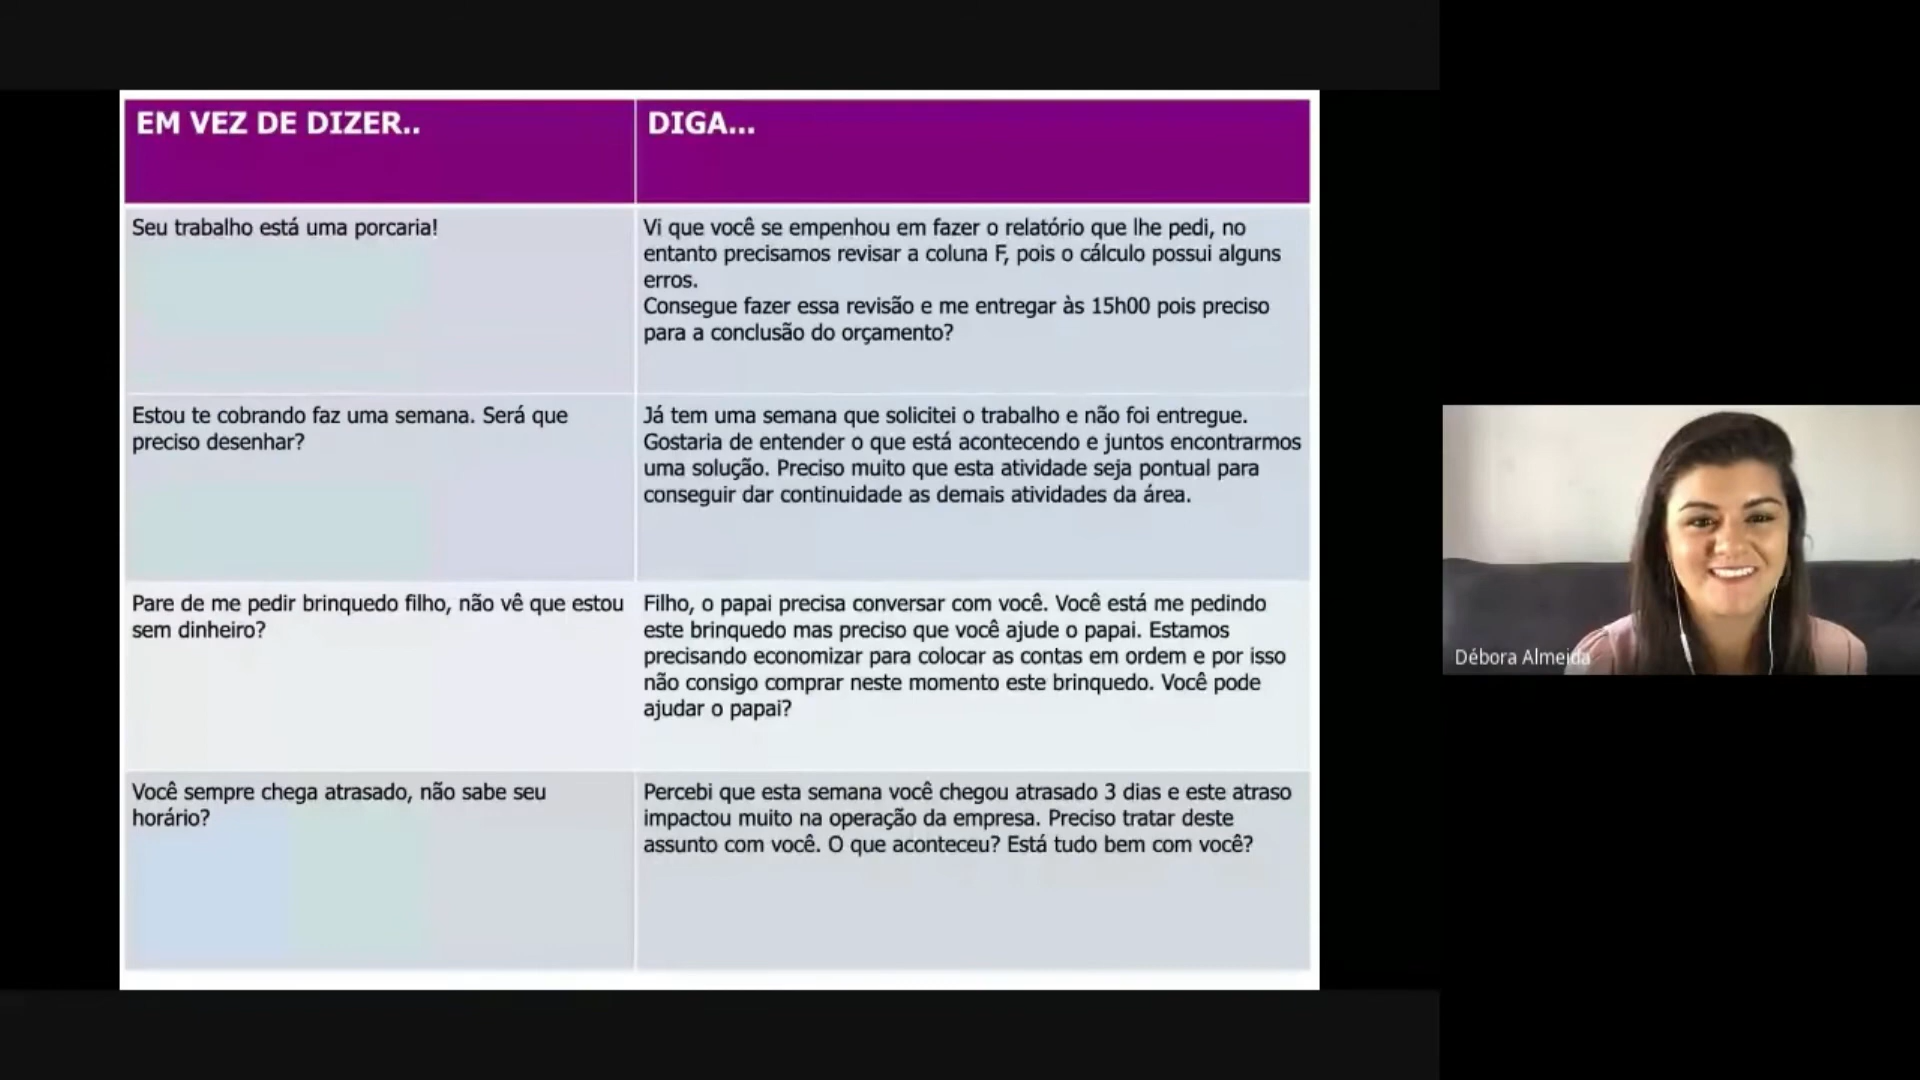 EM VEZ DE DIZER..
DIGA...
Seu trabalho está uma porcaria!
Vi que você se empenhou em fazer o relatório que lhe pedi, no
entanto precisamos revisar a coluna F, pois o cálculo possui alguns
erros.
Consegue fazer essa revisão e me entregar às 15h00 pois preciso
para a conclusão do orçamento?
Estou te cobrando faz uma semana. Será que
preciso desenhar?
Já tem uma semana que solicitei o trabalho e não foi entregue.
Gostaria de entender o que está acontecendo e juntos encontrarmos
uma solução. Preciso muito que esta atividade seja pontual para
conseguir dar continuidade as demais atividades da área.
Pare de me pedir brinquedo filho, não vê que estou
sem dinheiro?
Filho, o papai precisa conversar com você. Você está me pedindo
este brinquedo mas preciso que você ajude o papai. Estamos
precisando economizar para colocar as contas em ordem e por isso
não consigo comprar neste momento este brinquedo. Você pode
ajudar o papai?
Você sempre chega atrasado, não sabe seu
horário?
Percebi que esta semana você chegou atrasado 3 dias e este atraso
impactou muito na operação da empresa. Preciso tratar deste
assunto com você. O que aconteceu? Está tudo bem com você?
Débora Almeida